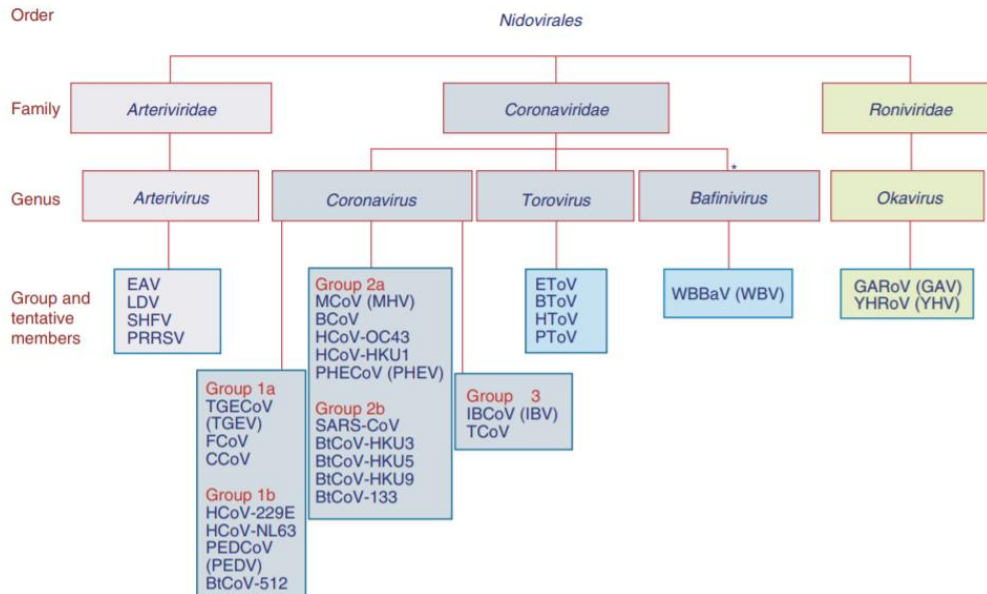 Order
Nidovirales
Family
Arteriviridae
Coronaviridae
Roniviridae
*
Genus
Arterivirus
Coronavirus
Torovirus
Bafinivirus
Okavirus
Group and
tentative
members
EAV
LDV
SHFV
PRRSV
Group 1a
TGECoV
(TGEV)
FCoV
CCoV
Group 1b
HCoV-229E
HCoV-NL63
PEDCoV
(PEDV)
BtCoV-512
Group 2a
MCoV (MHV)
BCoV
HCoV-OC43
HCoV-HKU1
PHECoV (PHEV)
Group 2b
SARS-CoV
BtCoV-HKU3
BtCoV-HKU5
BtCoV-HKU9
BtCoV-133
Group 3
IBCoV (IBV)
TCoV
EToV
BToV
HToV
PToV
WBBaV (WBV)
GARoV (GAV)
YHRoV (YHV)